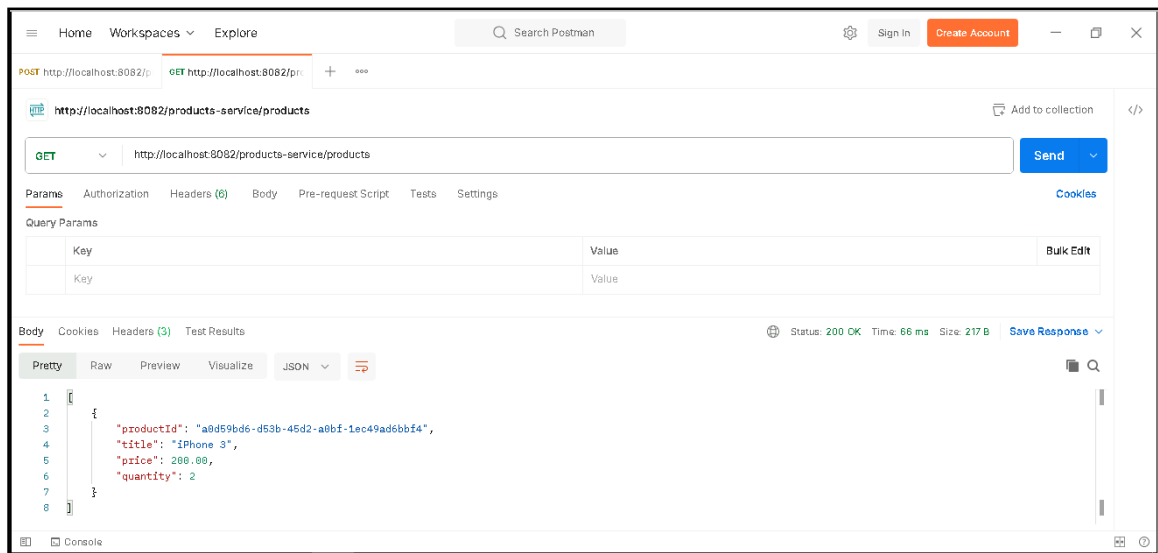 Home Workspaces Explore Search Postman Sign In Create Account
POST http://localhost:8082/p GET http://localhost:8082/pro + ooo
HTTP http://localhost:8082/products-service/products Add to collection </>
GET http://localhost:8082/products-service/products Send
Params Authorization Headers (6) Body Pre-request Script Tests Settings Cookies
Query Params
Key Value Bulk Edit
Key Value
Body Cookies Headers (3) Test Results Status: 200 OK Time: 66 ms Size: 217 B Save Response
Pretty Raw Preview Visualize JSON
1 [
2 {
3 "productId": "a0d59bd6-d53b-45d2-a0bf-1ec49ad6bbf4",
4 "title": "iPhone 3",
5 "price": 200.00,
6 "quantity": 2
7 }
8 ]
Console